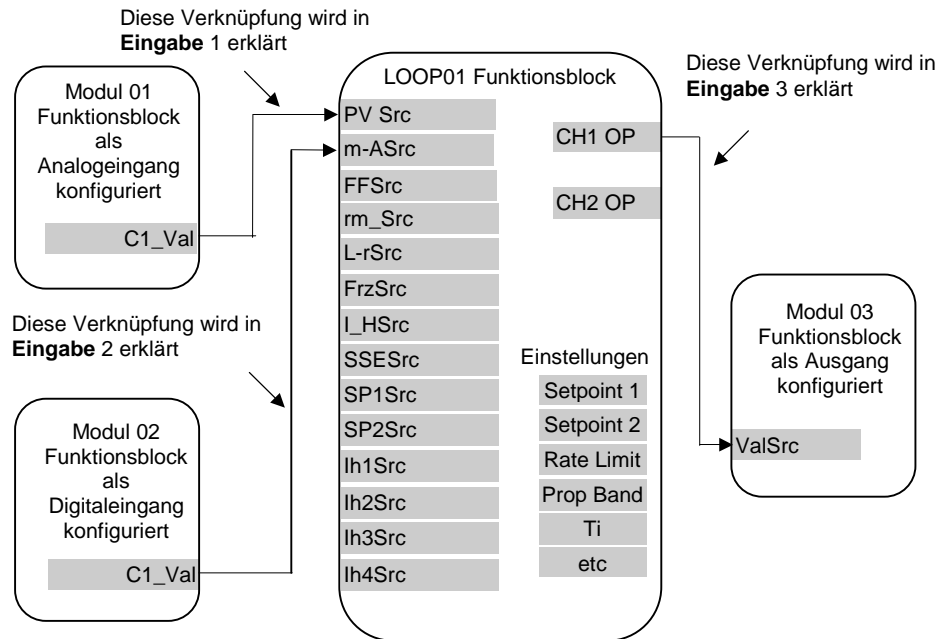 Diese Verknüpfung wird in
Eingabe 1 erklärt
Modul 01
Funktionsblock
als
Analogeingang
konfiguriert
C1_Val
Diese Verknüpfung wird in
Eingabe 2 erklärt
Modul 02
Funktionsblock
als
Digitaleingang
konfiguriert
C1_Val
LOOP01 Funktionsblock
PV Src
m-ASrc
FFSrc
rm_Src
L-rSrc
FrzSrc
I_HSrc
SSESrc
SP1Src
SP2Src
Ih1Src
Ih2Src
Ih3Src
Ih4Src
CH1 OP
CH2 OP
Einstellungen
Setpoint 1
Setpoint 2
Rate Limit
Prop Band
Ti
etc
Diese Verknüpfung wird in
Eingabe 3 erklärt
Modul 03
Funktionsblock
als Ausgang
konfiguriert
ValSrc